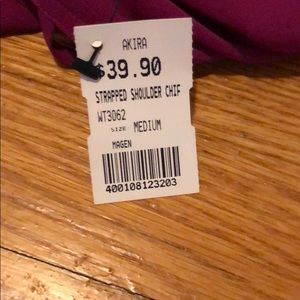 AKIRA
$39.90
STRAPPED SHOULDER CHIF
WT3062
SIZE MEDIUM
MAGEN
400108123203